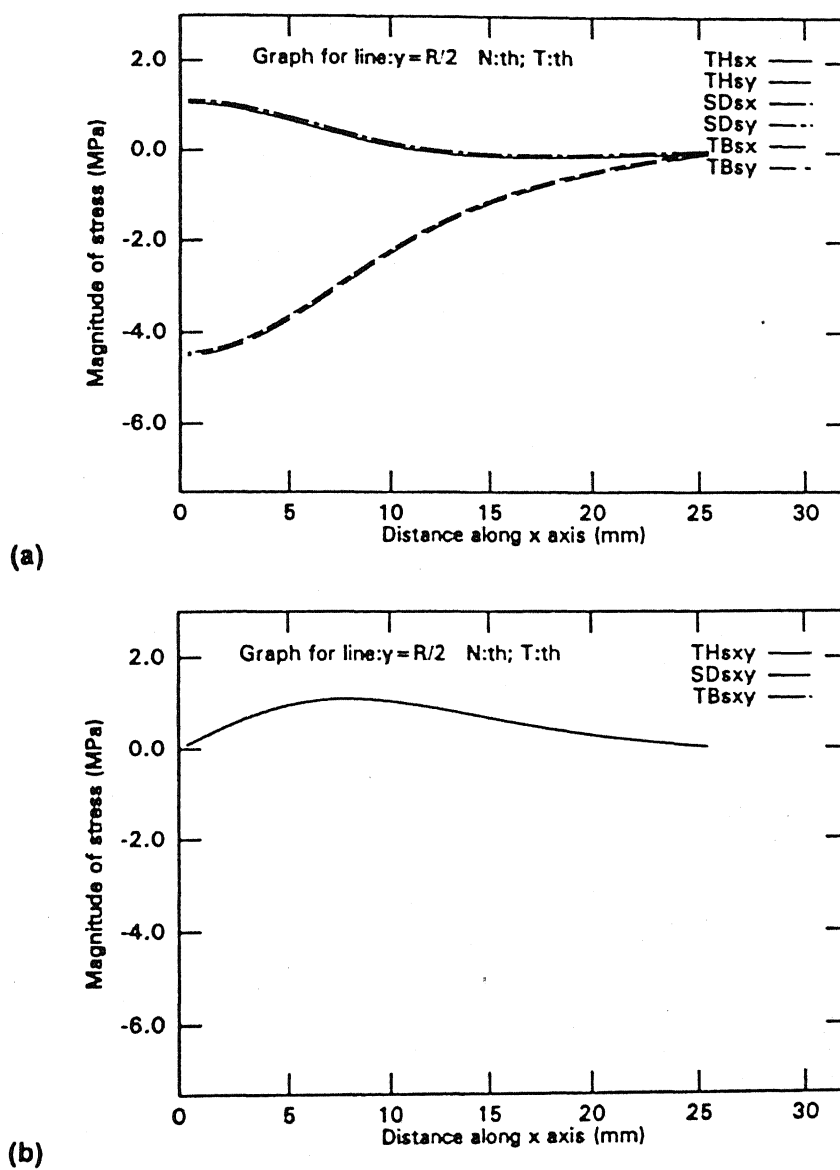 Graph for line:y=R/2 N:th; T:th
THsx
THsy
SDsx
SDsy
TBsx
TBsy
2.0
0.0
-2.0
-4.0
-6.0
Magnitude of stress (MPa)
0 5 10 15 20 25 30
Distance along x axis (mm)
(a)
Graph for line:y=R/2 N:th; T:th
THsxy
SDsxy
TBsxy
2.0
0.0
-2.0
-4.0
-6.0
Magnitude of stress (MPa)
0 5 10 15 20 25 30
Distance along x axis (mm)
(b)